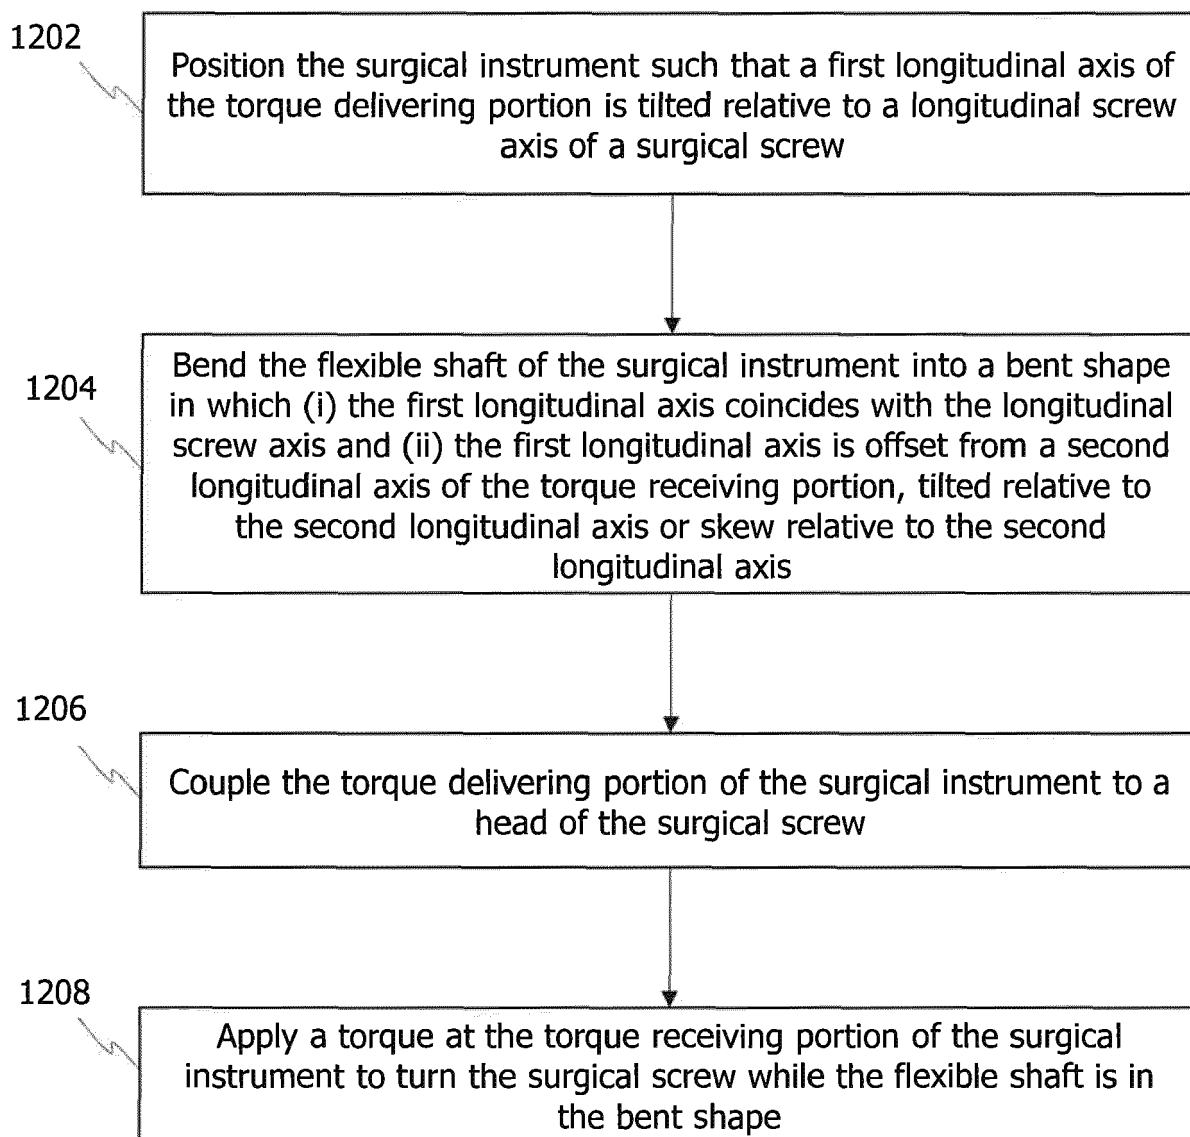 1202
Position the surgical instrument such that a first longitudinal axis of
the torque delivering portion is tilted relative to a longitudinal screw
axis of a surgical screw
1204
Bend the flexible shaft of the surgical instrument into a bent shape
in which (i) the first longitudinal axis coincides with the longitudinal
screw axis and (ii) the first longitudinal axis is offset from a second
longitudinal axis of the torque receiving portion, tilted relative to
the second longitudinal axis or skew relative to the second
longitudinal axis
1206
Couple the torque delivering portion of the surgical instrument to a
head of the surgical screw
1208
Apply a torque at the torque receiving portion of the surgical
instrument to turn the surgical screw while the flexible shaft is in
the bent shape